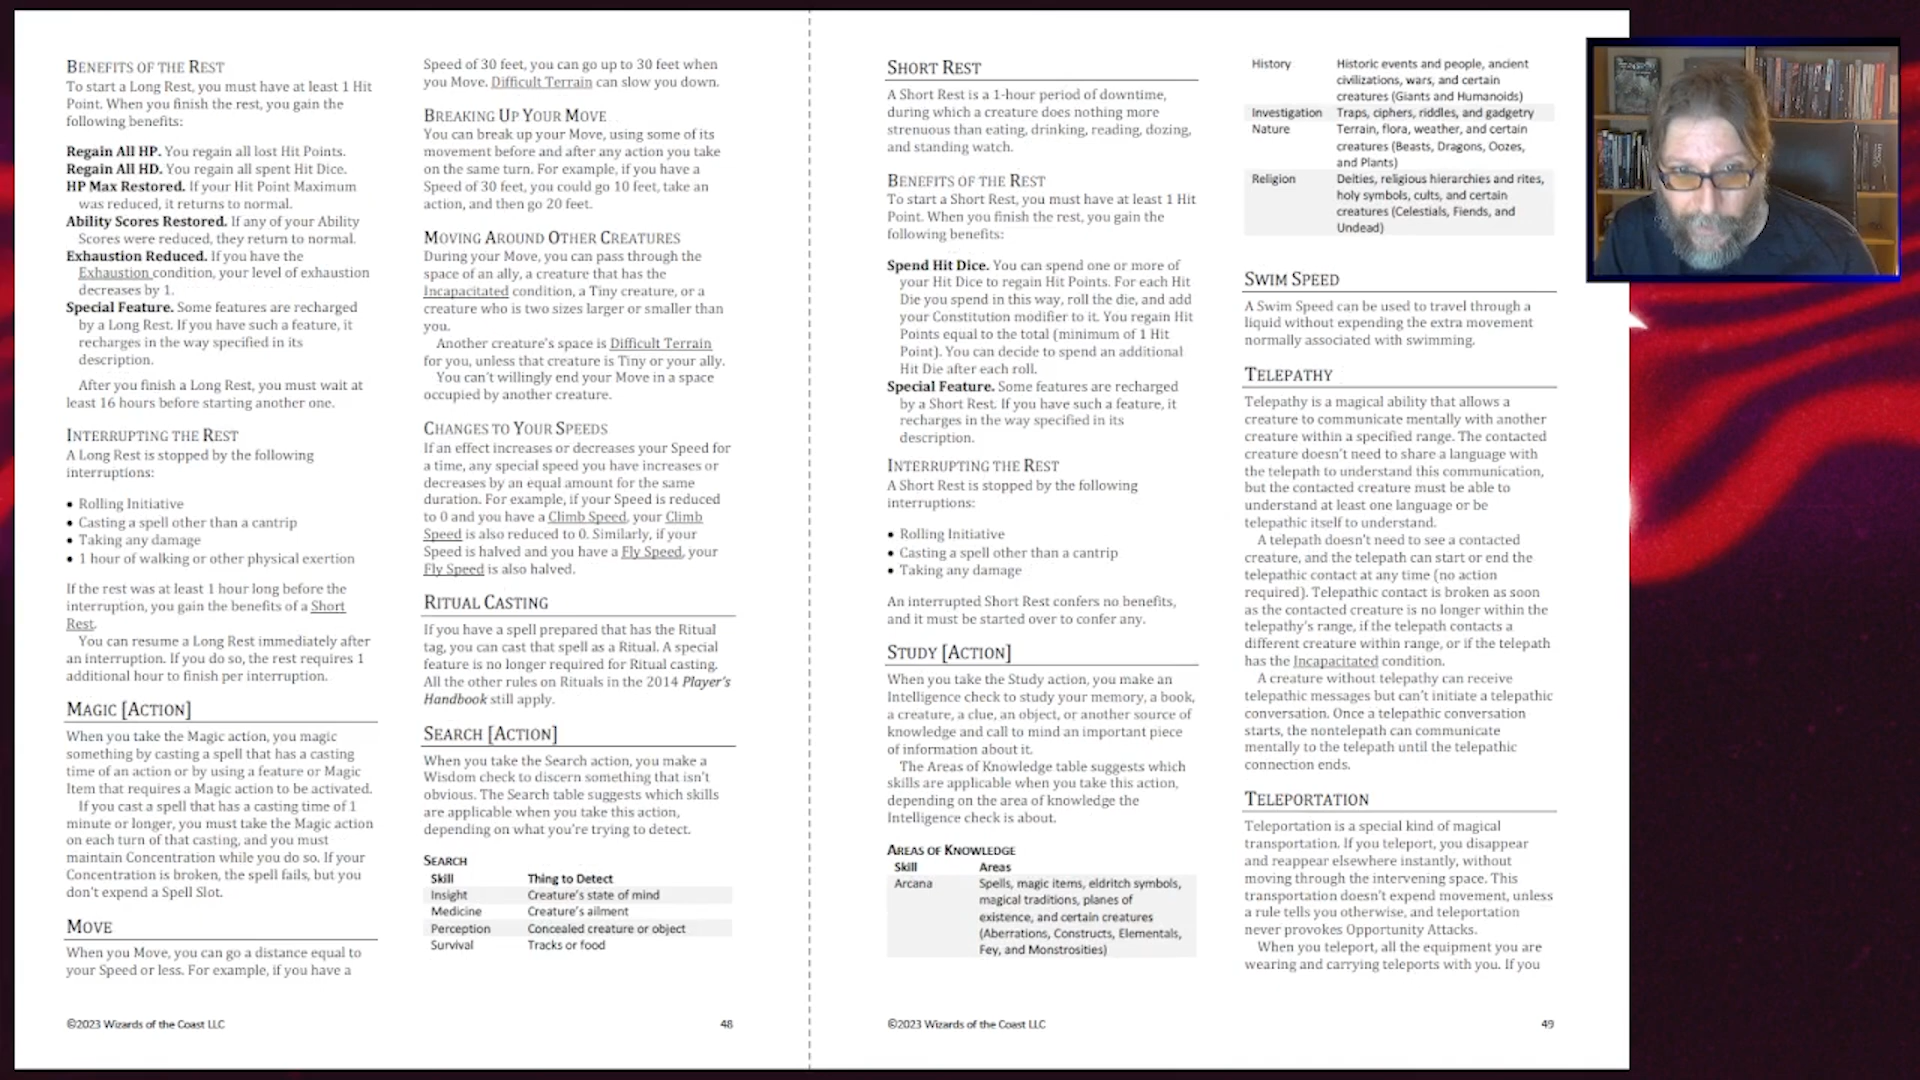 BENEFITS OF THE REST
To start a Long Rest, you must have at least 1 Hit
Point. When you finish the rest, you gain the
following benefits:
Regain All HP. You regain all lost Hit Points.
Regain All HD. You regain all spent Hit Dice.
HP Max Restored. If your Hit Point Maximum
was reduced, it returns to normal.
Ability Scores Restored. If any of your Ability
Scores were reduced, they return to normal.
Exhaustion Reduced. If you have the
Exhaustion condition, your level of exhaustion
decreases by 1.
Special Feature. Some features are recharged
by a Long Rest. If you have such a feature, it
recharges in the way specified in its
description.
After you finish a Long Rest, you must wait at
least 16 hours before starting another one.
INTERRUPTING THE REST
A Long Rest is stopped by the following
interruptions:
• Rolling Initiative
• Casting a spell other than a cantrip
• Taking any damage
• 1 hour of walking or other physical exertion
If the rest was at least 1 hour long before the
interruption, you gain the benefits of a Short
Rest.
You can resume a Long Rest immediately after
an interruption. If you do so, the rest requires 1
additional hour to finish per interruption.
MAGIC [ACTION]
When you take the Magic action, you magic
something by casting a spell that has a casting
time of an action or by using a feature or Magic
Item that requires a Magic action to be activated.
If you cast a spell that has a casting time of 1
minute or longer, you must take the Magic action
on each turn of that casting, and you must
maintain Concentration while you do so. If your
Concentration is broken, the spell fails, but you
don't expend a Spell Slot.
MOVE
When you Move, you can go a distance equal to
your Speed or less. For example, if you have a
Speed of 30 feet, you can go up to 30 feet when
you Move. Difficult Terrain can slow you down.
BREAKING UP YOUR MOVE
You can break up your Move, using some of its
movement before and after any action you take
on the same turn. For example, if you have a
Speed of 30 feet, you could go 10 feet, take an
action, and then go 20 feet.
MOVING AROUND OTHER CREATURES
During your Move, you can pass through the
space of an ally, a creature that has the
Incapacitated condition, a Tiny creature, or a
creature who is two sizes larger or smaller than
you.
Another creature's space is Difficult Terrain
for you, unless that creature is Tiny or your ally.
You can't willingly end your Move in a space
occupied by another creature.
CHANGES TO YOUR SPEEDS
If an effect increases or decreases your Speed for
a time, any special speed you have increases or
decreases by an equal amount for the same
duration. For example, if your Speed is reduced
to 0 and you have a Climb Speed, your Climb
Speed is also reduced to 0. Similarly, if your
Speed is halved and you have a Fly Speed, your
Fly Speed is also halved.
RITUAL CASTING
If you have a spell prepared that has the Ritual
tag, you can cast that spell as a Ritual. A special
feature is no longer required for Ritual casting.
All the other rules on Rituals in the 2014 Player's
Handbook still apply.
SEARCH [ACTION]
When you take the Search action, you make a
Wisdom check to discern something that isn't
obvious. The Search table suggests which skills
are applicable when you take this action,
depending on what you're trying to detect.
SEARCH
Skill Thing to Detect
Insight Creature's state of mind
Medicine Creature's ailment
Perception Concealed creature or object
Survival Tracks or food
©2023 Wizards of the Coast LLC 48
SHORT REST
A Short Rest is a 1-hour period of downtime,
during which a creature does nothing more
strenuous than eating, drinking, reading, dozing,
and standing watch.
BENEFITS OF THE REST
To start a Short Rest, you must have at least 1 Hit
Point. When you finish the rest, you gain the
following benefits:
Spend Hit Dice. You can spend one or more of
your Hit Dice to regain Hit Points. For each Hit
Die you spend in this way, roll the die, and add
your Constitution modifier to it. You regain Hit
Points equal to the total (minimum of 1 Hit
Point). You can decide to spend an additional
Hit Die after each roll.
Special Feature. Some features are recharged
by a Short Rest. If you have such a feature, it
recharges in the way specified in its
description.
INTERRUPTING THE REST
A Short Rest is stopped by the following
interruptions:
• Rolling Initiative
• Casting a spell other than a cantrip
• Taking any damage
An interrupted Short Rest confers no benefits,
and it must be started over to confer any.
STUDY [ACTION]
When you take the Study action, you make an
Intelligence check to study your memory, a book,
a creature, a clue, an object, or another source of
knowledge and call to mind an important piece
of information about it.
The Areas of Knowledge table suggests which
skills are applicable when you take this action,
depending on the area of knowledge the
Intelligence check is about.
AREAS OF KNOWLEDGE
Skill Areas
Arcana Spells, magic items, eldritch symbols,
magical traditions, planes of
existence, and certain creatures
(Aberrations, Constructs, Elementals,
Fey, and Monstrosities)
History Historic events and people, ancient
civilizations, wars, and certain
creatures (Giants and Humanoids)
Investigation Traps, ciphers, riddles, and gadgetry
Nature Terrain, flora, weather, and certain
creatures (Beasts, Dragons, Oozes,
and Plants)
Religion Deities, religious hierarchies and rites,
holy symbols, cults, and certain
creatures (Celestials, Fiends, and
Undead)
SWIM SPEED
A Swim Speed can be used to travel through a
liquid without expending the extra movement
normally associated with swimming.
TELEPATHY
Telepathy is a magical ability that allows a
creature to communicate mentally with another
creature within a specified range. The contacted
creature doesn't need to share a language with
the telepath to understand this communication,
but the contacted creature must be able to
understand at least one language or be
telepathic itself to understand.
A telepath doesn't need to see a contacted
creature, and the telepath can start or end the
telepathic contact at any time (no action
required). Telepathic contact is broken as soon
as the contacted creature is no longer within the
telepathy's range, if the telepath contacts a
different creature within range, or if the telepath
has the Incapacitated condition.
A creature without telepathy can receive
telepathic messages but can't initiate a telepathic
conversation. Once a telepathic conversation
starts, the nontelepath can communicate
mentally to the telepath until the telepathic
connection ends.
TELEPORTATION
Teleportation is a special kind of magical
transportation. If you teleport, you disappear
and reappear elsewhere instantly, without
moving through the intervening space. This
transportation doesn't expend movement, unless
a rule tells you otherwise, and teleportation
never provokes Opportunity Attacks.
When you teleport, all the equipment you are
wearing and carrying teleports with you. If you
©2023 Wizards of the Coast LLC 49